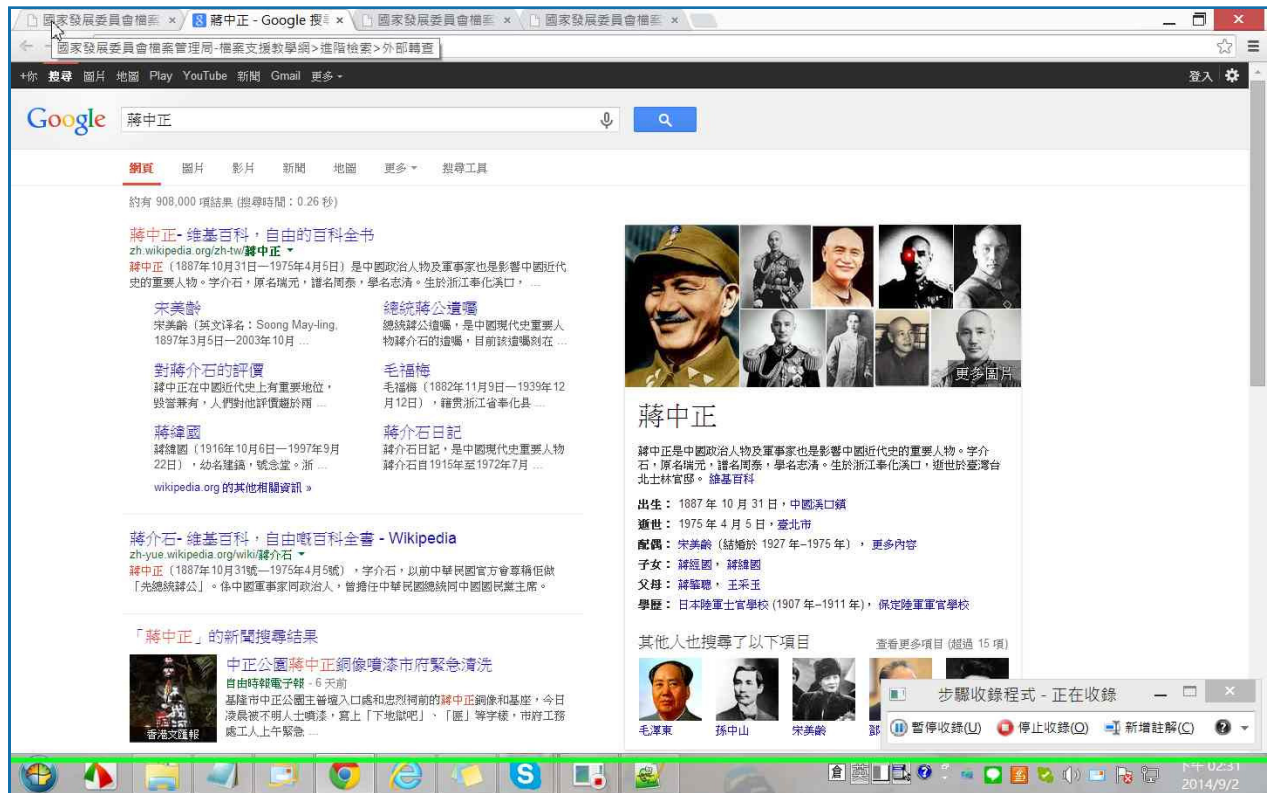 國家發展委員會檔案
蔣中正 - Google 搜尋
國家發展委員會檔案
國家發展委員會檔案
國家發展委員會檔案管理局-檔案支援教學網>進階檢索>外部轉查
+你 搜尋 圖片 地圖 Play YouTube 新聞 Gmail 更多
登入
Google
蔣中正
網頁 圖片 影片 新聞 地圖 更多 搜尋工具
約有 908,000 項結果 (搜尋時間：0.26 秒)
蔣中正- 维基百科，自由的百科全书
zh.wikipedia.org/zh-tw/蔣中正
蔣中正（1887年10月31日—1975年4月5日）是中國政治人物及軍事家也是影響中國近代
史的重要人物。字介石，原名瑞元，譜名周泰，學名志清。生於浙江奉化溪口， ...
宋美齡
宋美齡（英文译名：Soong May-ling,
1897年3月5日—2003年10月 ...
總統蔣公遺囑
總統蔣公遺囑，是中國現代史重要人
物蔣介石的遺囑，目前該遺囑刻在 ...
對蔣介石的評價
蔣中正在中國近代史上有重要地位，
毀譽兼有，人們對他評價趨於兩 ...
毛福梅
毛福梅（1882年11月9日—1939年12
月12日），籍贯浙江省奉化县 ...
蔣緯國
蔣緯國（1916年10月6日—1997年9月
22日），幼名建鎬，號念堂。浙 ...
蔣介石日記
蔣介石日記，是中國現代史重要人物
蔣介石自1915年至1972年7月 ...
wikipedia.org 的其他相關資訊 »
蔣介石- 維基百科，自由嘅百科全書 - Wikipedia
zh-yue.wikipedia.org/wiki/蔣介石
蔣中正（1887年10月31號—1975年4月5號），字介石，以前中華民國官方會尊稱佢做
「先總統蔣公」。係中國軍事家同政治人，曾擔任中華民國總統同中國國民黨主席。
「蔣中正」的新聞搜尋結果
中正公園蔣中正銅像噴漆市府緊急清洗
自由時報電子報 - 6 天前
基隆市中正公園主普壇入口處和忠烈祠前的蔣中正銅像和基座，今日
凌晨被不明人士噴漆，寫上「下地獄吧」、「匪」等字樣，市府工務
處工人上午緊急 ...
香港文匯報
更多圖片
蔣中正
蔣中正是中國政治人物及軍事家也是影響中國近代史的重要人物。字介
石，原名瑞元，譜名周泰，學名志清。生於浙江奉化溪口，逝世於臺灣台
北士林官邸。 維基百科
出生： 1887 年 10 月 31 日，中國溪口鎮
逝世： 1975 年 4 月 5 日，臺北市
配偶： 宋美齡（結婚於 1927 年–1975 年）， 更多內容
子女： 蔣經國， 蔣緯國
父母： 蔣肇聰， 王采玉
學歷： 日本陸軍士官學校 (1907 年–1911 年)， 保定陸軍軍官學校
其他人也搜尋了以下項目
查看更多項目 (超過 15 項)
毛澤東 孫中山 宋美齡
步驟收錄程式 - 正在收錄
暫停收錄(U) 停止收錄(O) 新增註解(C)
倉 英
下午 02:31
2014/9/2